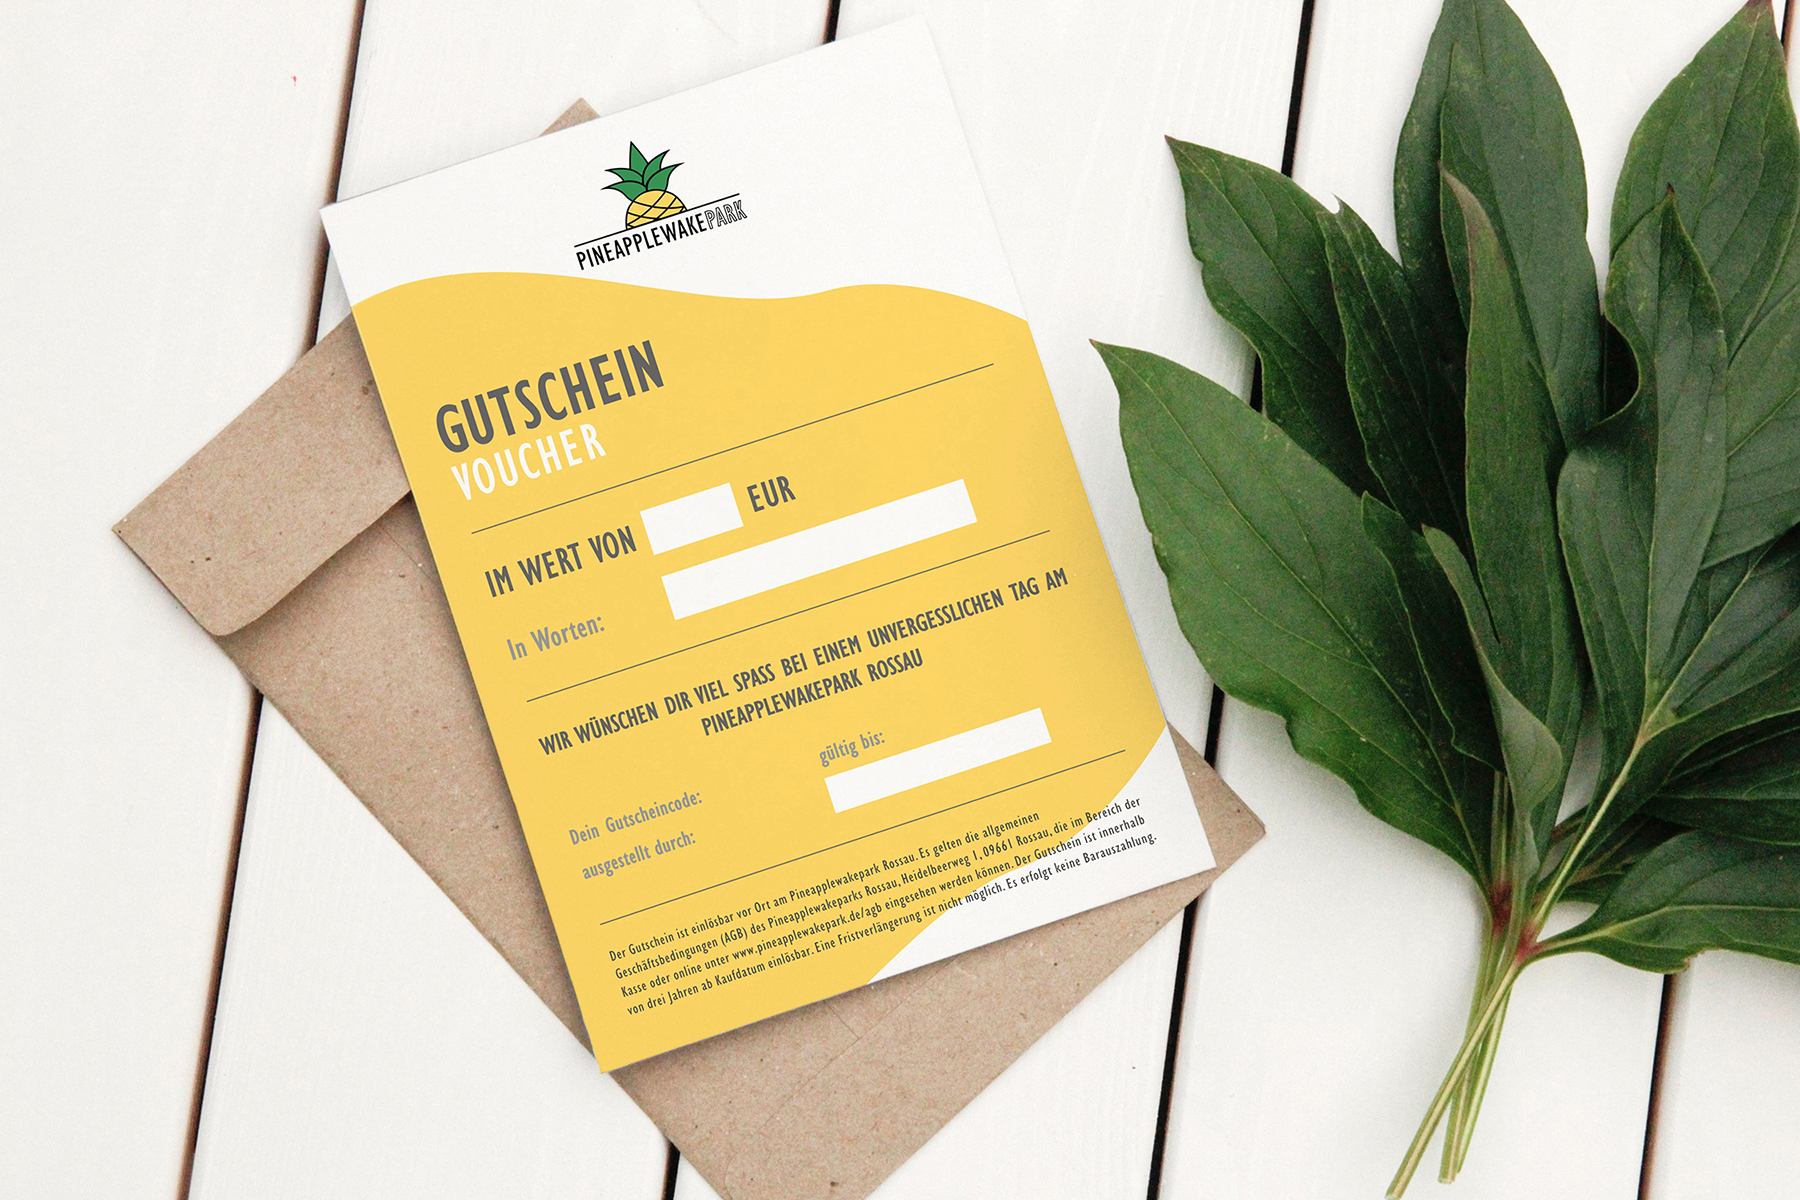 PINEAPPLEWAKEPARK
GUTSCHEIN
VOUCHER
IM WERT VON EUR
In Worten:
WIR WÜNSCHEN DIR VIEL SPASS BEI EINEM UNVERGESSLICHEN TAG AM
PINEAPPLEWAKEPARK ROSSAU
gültig bis:
Dein Gutscheincode:
ausgestellt durch:
Der Gutschein ist einlösbar vor Ort am Pineapplewakepark Rossau. Es gelten die allgemeinen
Geschäftsbedingungen (AGB) des Pineapplewakeparks Rossau, Heidelbeerweg 1, 09661 Rossau, die im Bereich der
Kasse oder online unter www.pineapplewakepark.de/agb eingesehen werden können. Der Gutschein ist innerhalb
von drei Jahren ab Kaufdatum einlösbar. Eine Fristverlängerung ist nicht möglich. Es erfolgt keine Barauszahlung.